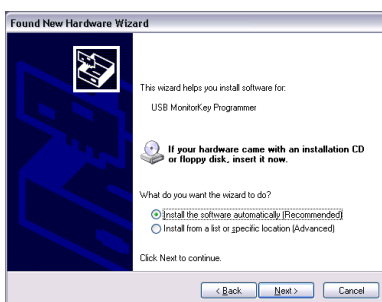 Found New Hardware Wizard
This wizard helps you install software for:
USB MonitorKey Programmer
If your hardware came with an installation CD
or floppy disk, insert it now.
What do you want the wizard to do?
Install the software automatically (Recommended)
Install from a list or specific location (Advanced)
Click Next to continue.
< Back Next > Cancel